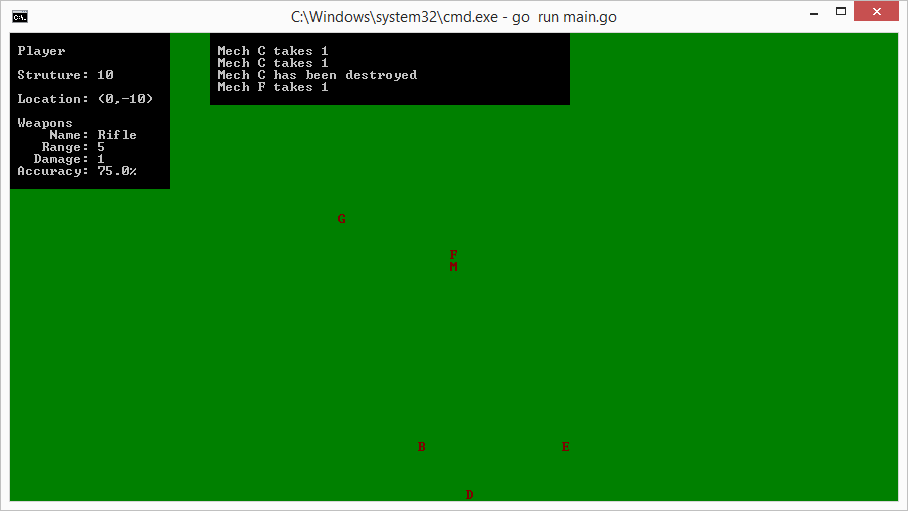 C:\Windows\system32\cmd.exe - go  run main.go
Player
Struture: 10
Location: (0,-10)
Weapons
Name: Rifle
Range: 5
Damage: 1
Accuracy: 75.0%
Mech C takes 1
Mech C takes 1
Mech C has been destroyed
Mech F takes 1
G
F
M
B E
D